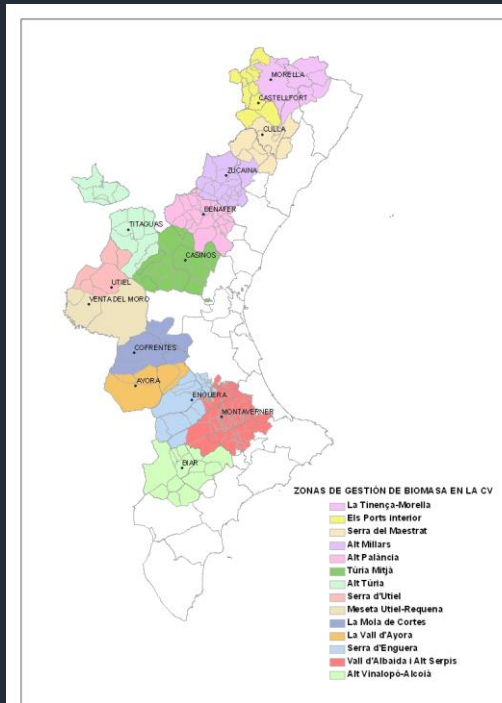 MORELLA
CASTELLFORT
CULLA
ZUCAINA
BENAFER
TITAGUAS
CASINOS
UTIEL
VENTA DEL MORO
COFRENTES
AYORA
ENGUERA
MONTAVERNER
BIAR
ZONAS DE GESTIÓN DE BIOMASA EN LA CV
La Tinença-Morella
Els Ports interior
Serra del Maestrat
Alt Millars
Alt Palància
Túria Mitjà
Alt Túria
Serra d'Utiel
Meseta Utiel-Requena
La Mola de Cortes
La Vall d'Ayora
Serra d'Enguera
Vall d'Albaida i Alt Serpis
Alt Vinalopò-Alcoià